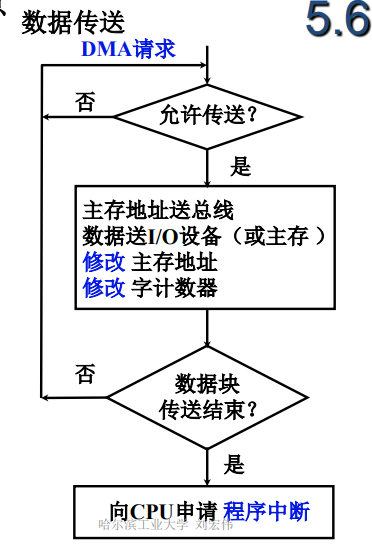 、
数据传送
5.6
DMA请求
否
允许传送？
是
主存地址送总线
数据送I/O设备（或主存 ）
修改 主存地址
修改 字计数器
否
数据块
传送结束？
是
向CPU申请 程序中断
哈尔滨工业大学 刘宏伟